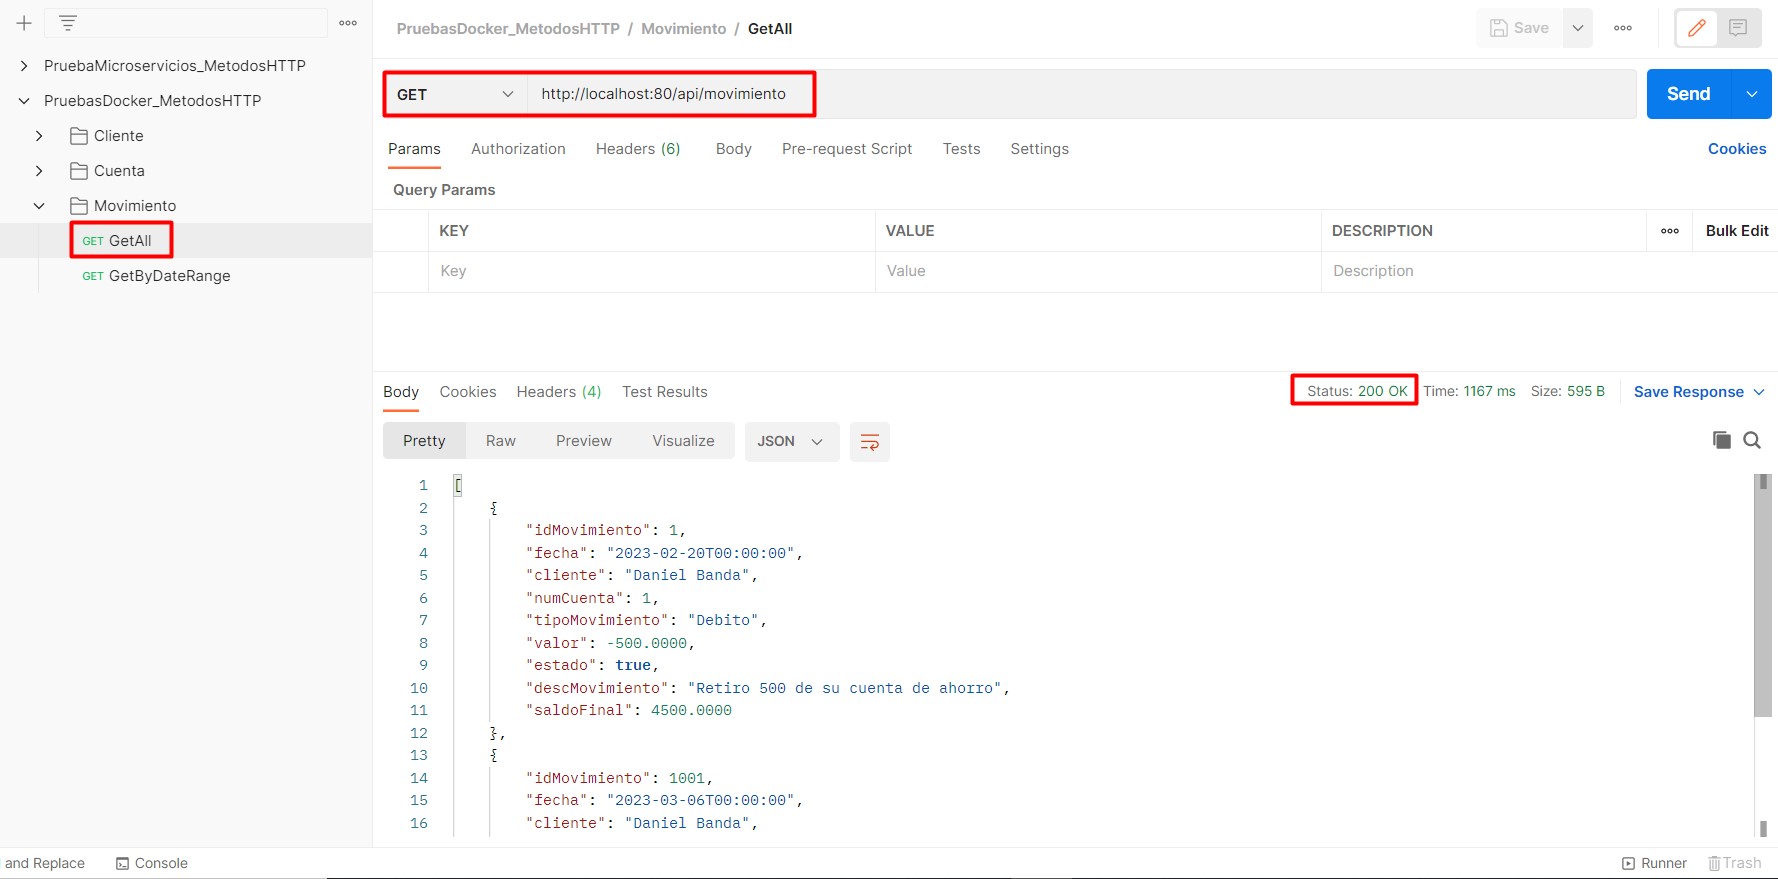 PruebaMicroservicios_MetodosHTTP
PruebasDocker_MetodosHTTP
Cliente
Cuenta
Movimiento
GET GetAll
GET GetByDateRange
PruebasDocker_MetodosHTTP / Movimiento / GetAll
Save
GET http://localhost:80/api/movimiento
Send
Params Authorization Headers (6) Body Pre-request Script Tests Settings Cookies
Query Params
KEY VALUE DESCRIPTION Bulk Edit
Key Value Description
Body Cookies Headers (4) Test Results Status: 200 OK Time: 1167 ms Size: 595 B Save Response
Pretty Raw Preview Visualize JSON
1 [
2 {
3 "idMovimiento": 1,
4 "fecha": "2023-02-20T00:00:00",
5 "cliente": "Daniel Banda",
6 "numCuenta": 1,
7 "tipoMovimiento": "Debito",
8 "valor": -500.0000,
9 "estado": true,
10 "descMovimiento": "Retiro 500 de su cuenta de ahorro",
11 "saldoFinal": 4500.0000
12 },
13 {
14 "idMovimiento": 1001,
15 "fecha": "2023-03-06T00:00:00",
16 "cliente": "Daniel Banda",
and Replace Console Runner Trash